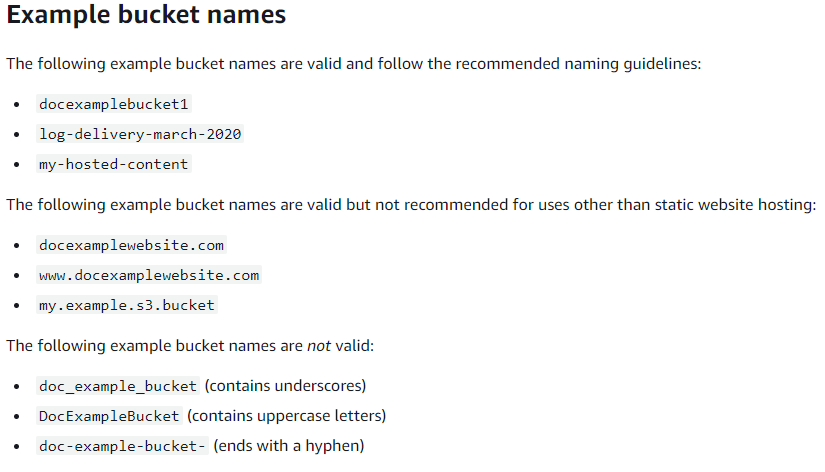 Example bucket names
The following example bucket names are valid and follow the recommended naming guidelines:
• docexamplebucket1
• log-delivery-march-2020
• my-hosted-content
The following example bucket names are valid but not recommended for uses other than static website hosting:
• docexamplewebsite.com
• www.docexamplewebsite.com
• my.example.s3.bucket
The following example bucket names are not valid:
• doc_example_bucket (contains underscores)
• DocExampleBucket (contains uppercase letters)
• doc-example-bucket- (ends with a hyphen)